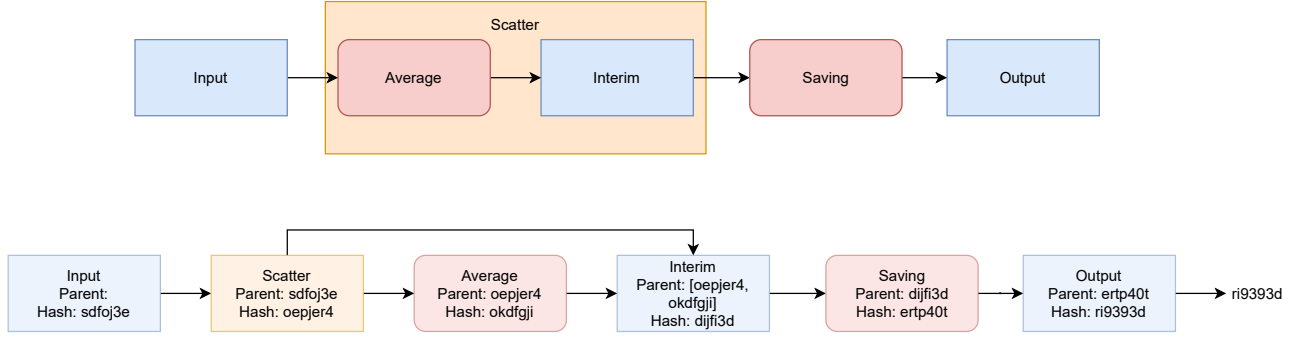 Scatter
Input
Average
Interim
Saving
Output
Input
Parent:
Hash: sdfoj3e
Scatter
Parent: sdfoj3e
Hash: oepjer4
Average
Parent: oepjer4
Hash: okdfgji
Interim
Parent: [oepjer4,
okdfgji]
Hash: dijfi3d
Saving
Parent: dijfi3d
Hash: ertp40t
Output
Parent: ertp40t
Hash: ri9393d
ri9393d